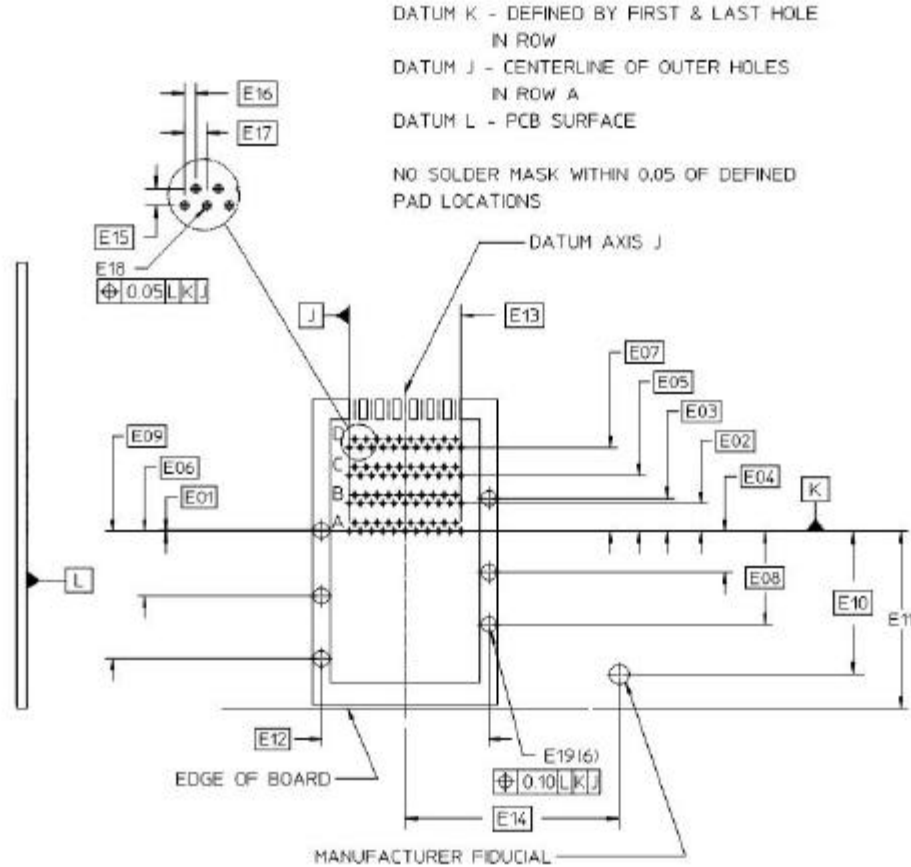 DATUM K - DEFINED BY FIRST & LAST HOLE
IN ROW
DATUM J - CENTERLINE OF OUTER HOLES
IN ROW A
DATUM L - PCB SURFACE
NO SOLDER MASK WITHIN 0.05 OF DEFINED
PAD LOCATIONS
E16
E17
E15
E18
⌖ 0.05 L K J
DATUM AXIS J
J
E13
E07
E05
E03
E02
E04
K
E09
E06
E01
D
C
B
A
L
E08
E10
E11
E12
E19(6)
⌖ 0.10 L K J
EDGE OF BOARD
E14
MANUFACTURER FIDUCIAL